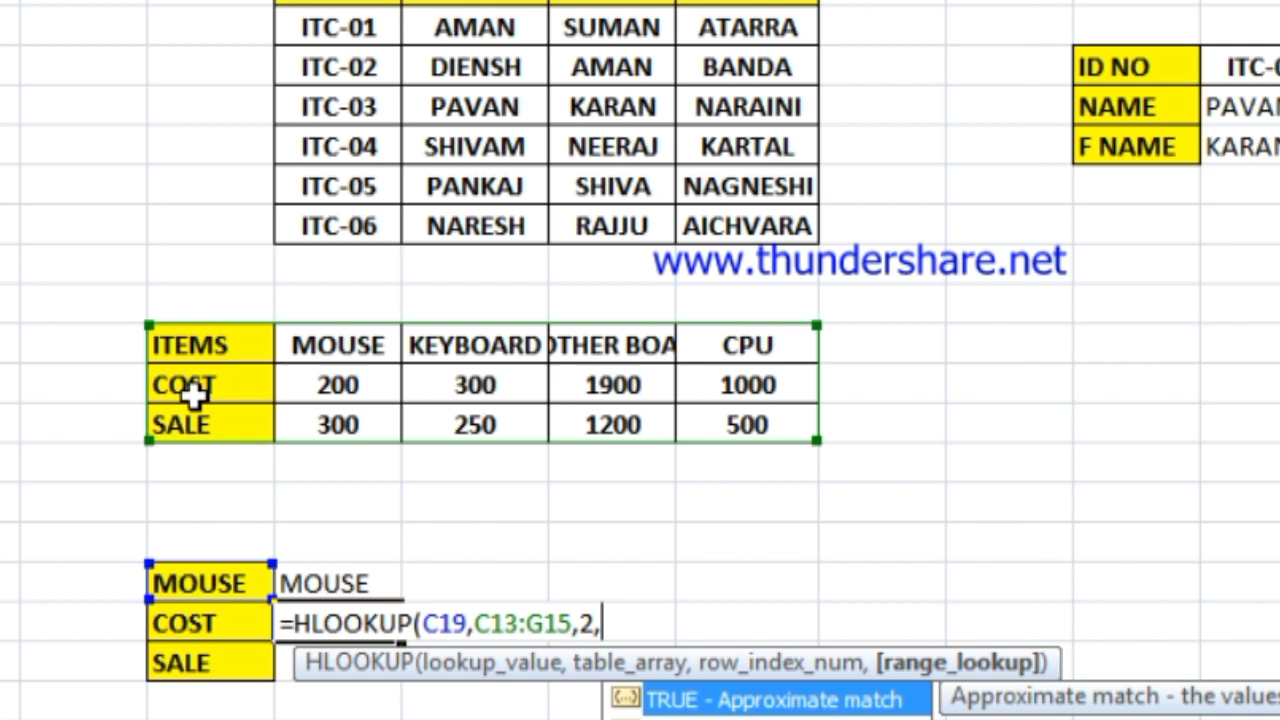 ITC-01 AMAN SUMAN ATARRA
ITC-02 DIENSH AMAN BANDA
ID NO
ITC-03 PAVAN KARAN NARAINI
NAME
ITC-04 SHIVAM NEERAJ KARTAL
F NAME
ITC-05 PANKAJ SHIVA NAGNESHI
ITC-06 NARESH RAJJU AICHVARA
www.thundershare.net
ITEMS MOUSE KEYBOARD OTHER BOA CPU
COST 200 300 1900 1000
SALE 300 250 1200 500
MOUSE MOUSE
COST =HLOOKUP(C19,C13:G15,2,
SALE HLOOKUP(lookup_value, table_array, row_index_num, [range_lookup])
(...) TRUE - Approximate match Approximate match - the values